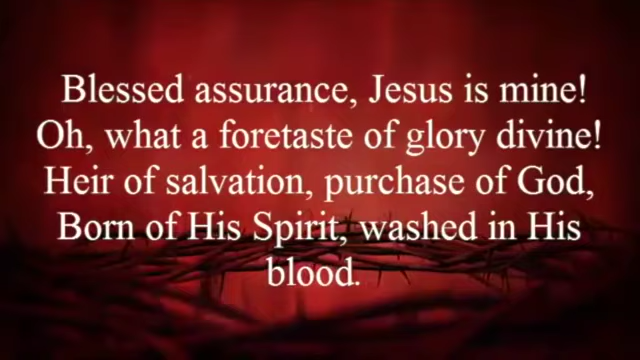 Blessed assurance, Jesus is mine!
Oh, what a foretaste of glory divine!
Heir of salvation, purchase of God,
Born of His Spirit, washed in His
blood.